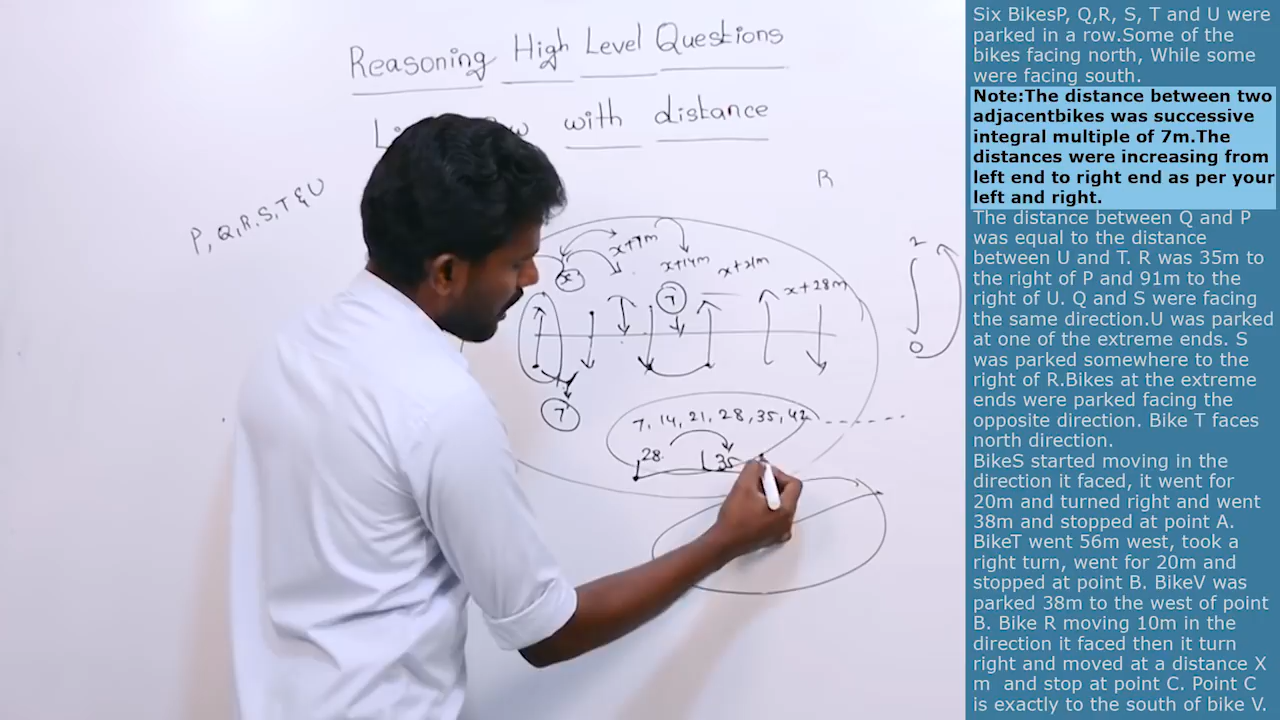 Reasoning High Level Questions
with distance
P, Q, R, S, T & U
R
x+7m
x
x+14m
x+21m
x+28m
7
7
7, 14, 21, 28, 35, 42
28
35
2
0
Six BikesP, Q,R, S, T and U were
parked in a row.Some of the
bikes facing north, While some
were facing south.
Note:The distance between two
adjacentbikes was successive
integral multiple of 7m.The
distances were increasing from
left end to right end as per your
left and right.
The distance between Q and P
was equal to the distance
between U and T. R was 35m to
the right of P and 91m to the
right of U. Q and S were facing
the same direction.U was parked
at one of the extreme ends. S
was parked somewhere to the
right of R.Bikes at the extreme
ends were parked facing the
opposite direction. Bike T faces
north direction.
BikeS started moving in the
direction it faced, it went for
20m and turned right and went
38m and stopped at point A.
BikeT went 56m west, took a
right turn, went for 20m and
stopped at point B. BikeV was
parked 38m to the west of point
B. Bike R moving 10m in the
direction it faced then it turn
right and moved at a distance X
m and stop at point C. Point C
is exactly to the south of bike V.